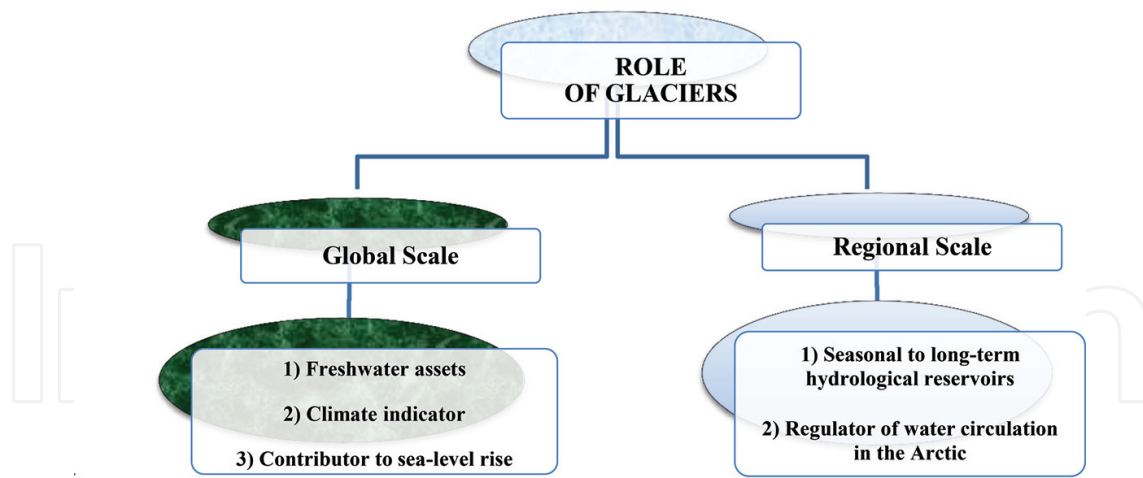 ROLE
OF GLACIERS
Global Scale
1) Freshwater assets
2) Climate indicator
3) Contributor to sea-level rise
Regional Scale
1) Seasonal to long-term
hydrological reservoirs
2) Regulator of water circulation
in the Arctic